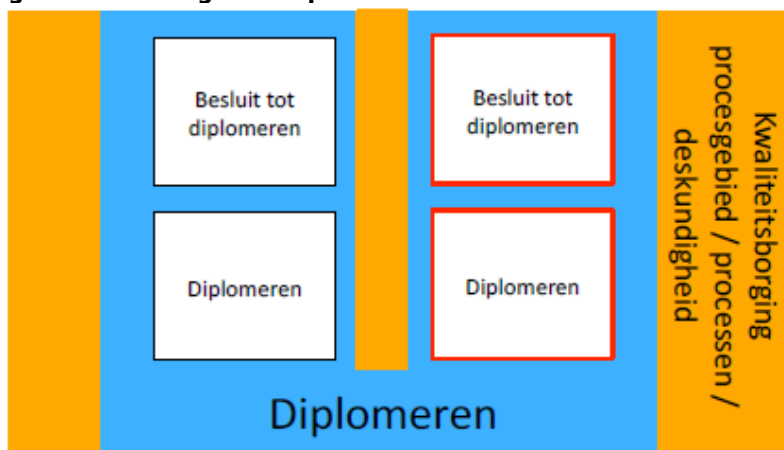 Besluit tot
diplomeren
Besluit tot
diplomeren
Diplomeren
Diplomeren
Diplomeren
Kwaliteitsborging
procesgebied / processen /
deskundigheid